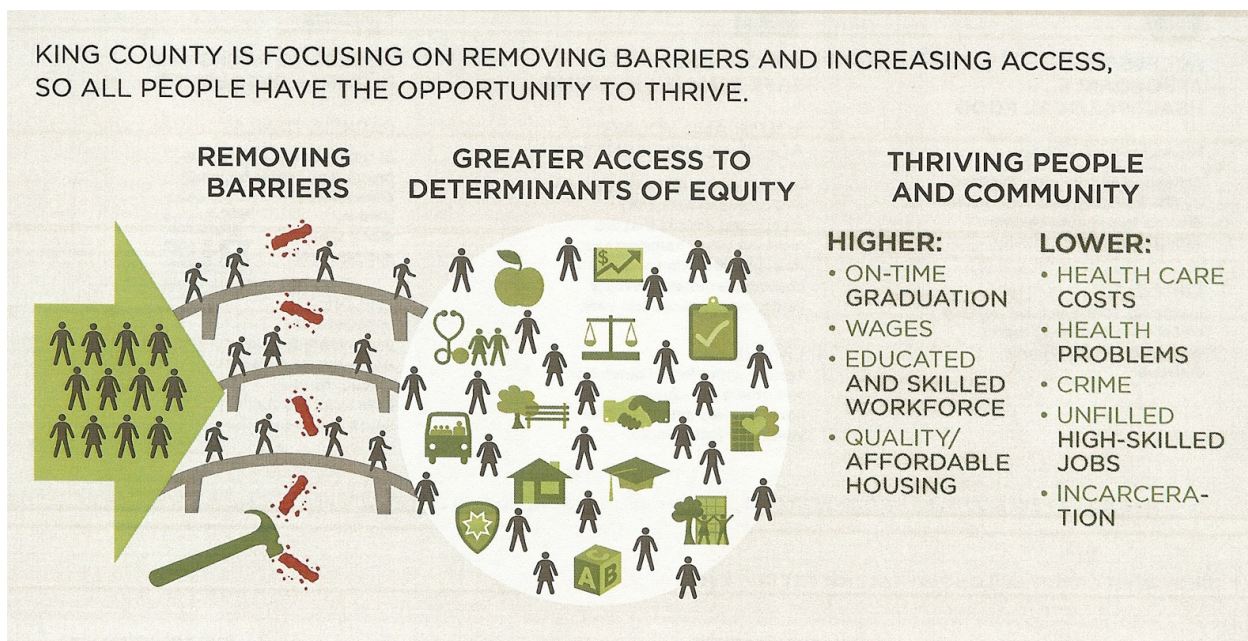 KING COUNTY IS FOCUSING ON REMOVING BARRIERS AND INCREASING ACCESS,
SO ALL PEOPLE HAVE THE OPPORTUNITY TO THRIVE.
REMOVING
BARRIERS
GREATER ACCESS TO
DETERMINANTS OF EQUITY
$
A B C
THRIVING PEOPLE
AND COMMUNITY
HIGHER:
• ON-TIME
GRADUATION
• WAGES
• EDUCATED
AND SKILLED
WORKFORCE
• QUALITY/
AFFORDABLE
HOUSING
LOWER:
• HEALTH CARE
COSTS
• HEALTH
PROBLEMS
• CRIME
• UNFILLED
HIGH-SKILLED
JOBS
• INCARCERA-
TION